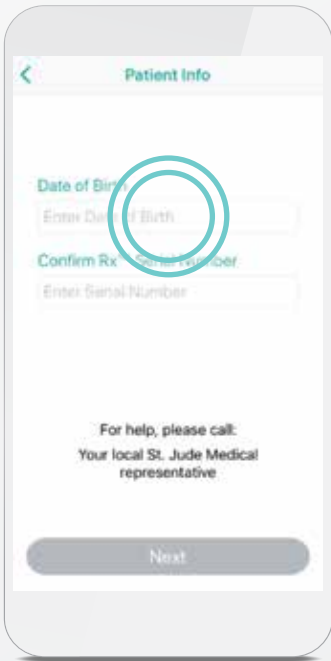 Patient Info
Date of Birth
Enter Date of Birth
Confirm Rx™ Serial Number
Enter Serial Number
For help, please call:
Your local St. Jude Medical
representative
Next